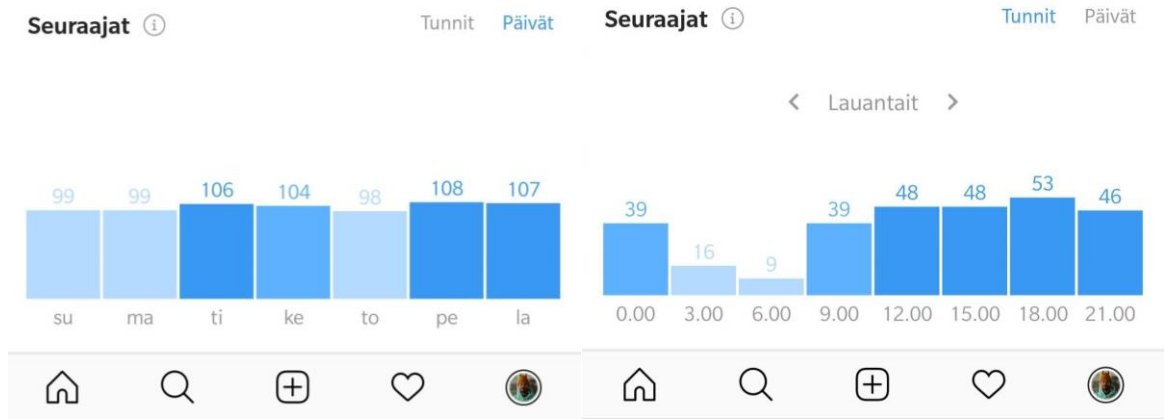 Seuraajat
Tunnit Päivät
99 99 106 104 98 108 107
su ma ti ke to pe la
Seuraajat
Tunnit Päivät
< Lauantait >
39 16 9 39 48 48 53 46
0.00 3.00 6.00 9.00 12.00 15.00 18.00 21.00